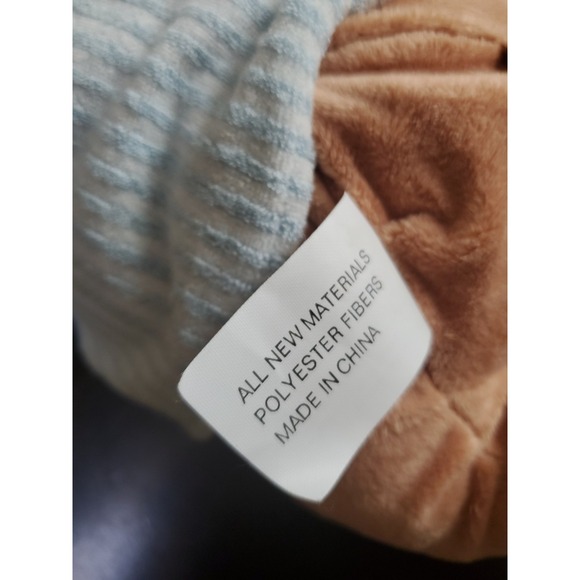 ALL NEW MATERIALS
POLYESTER FIBERS
MADE IN CHINA